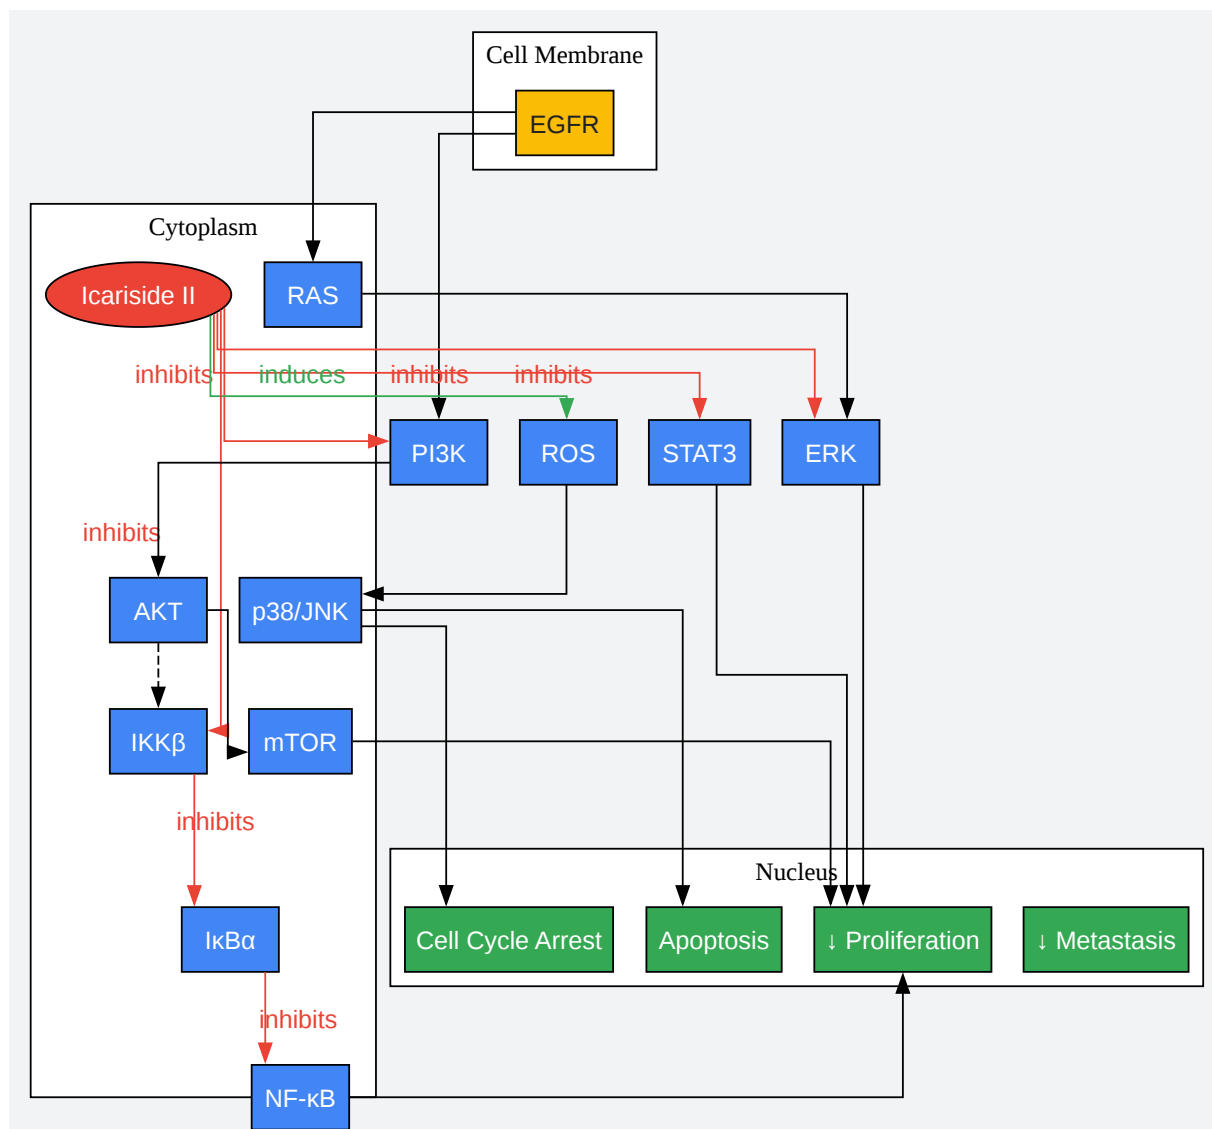 Cell Membrane
EGFR
Cytoplasm
Icariside II
RAS
inhibits
induces
inhibits
inhibits
PI3K
ROS
STAT3
ERK
inhibits
AKT
p38/JNK
IKKβ
mTOR
inhibits
Nucleus
IκBα
Cell Cycle Arrest
Apoptosis
↓ Proliferation
↓ Metastasis
inhibits
NF-κB